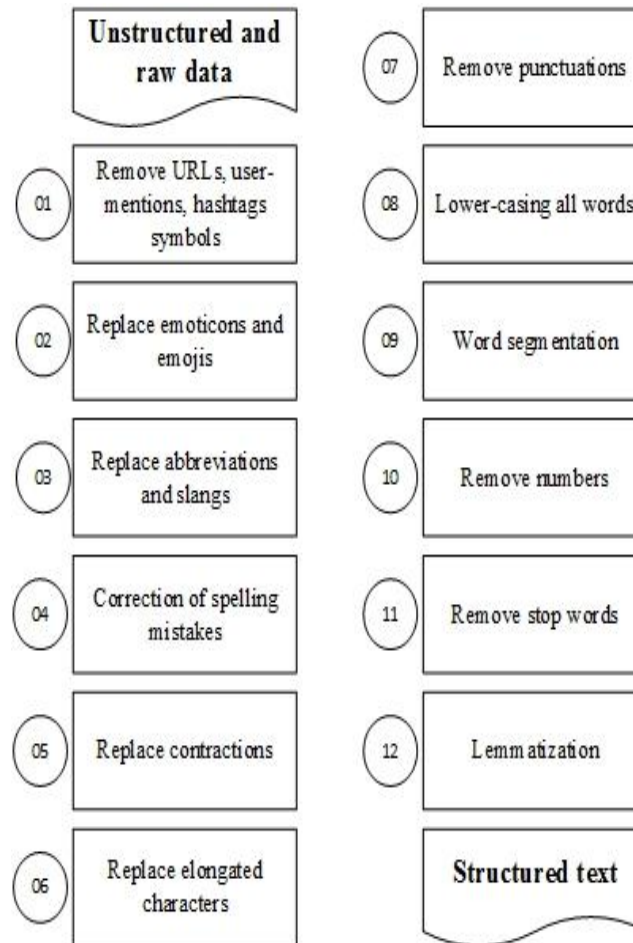 Unstructured and
raw data
01
Remove URLs, user-
mentions, hashtags
symbols
02
Replace emoticons and
emojis
03
Replace abbreviations
and slangs
04
Correction of spelling
mistakes
05
Replace contractions
06
Replace elongated
characters
07
Remove punctuations
08
Lower-casing all words
09
Word segmentation
10
Remove numbers
11
Remove stop words
12
Lemmatization
Structured text